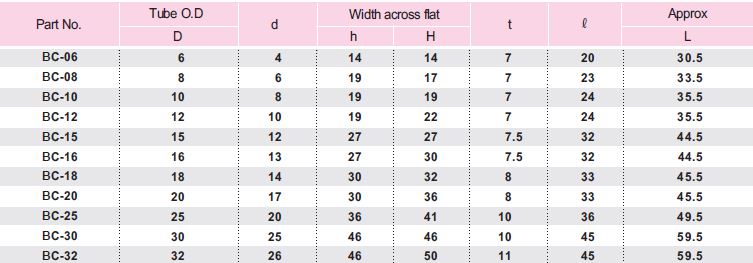 Part No. Tube O.D d Width across flat t ℓ Approx
D h H L
BC-06 6 4 14 14 7 20 30.5
BC-08 8 6 19 17 7 23 33.5
BC-10 10 8 19 19 7 24 35.5
BC-12 12 10 19 22 7 24 35.5
BC-15 15 12 27 27 7.5 32 44.5
BC-16 16 13 27 30 7.5 32 44.5
BC-18 18 14 30 32 8 33 45.5
BC-20 20 17 30 36 8 33 45.5
BC-25 25 20 36 41 10 36 49.5
BC-30 30 25 46 46 10 45 59.5
BC-32 32 26 46 50 11 45 59.5